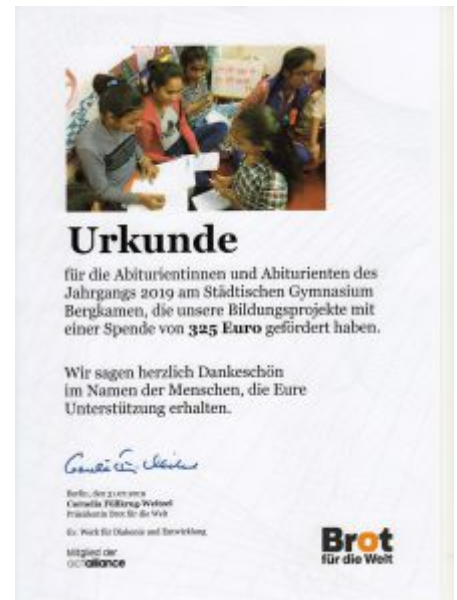 Urkunde
für die Abiturientinnen und Abiturienten des
Jahrgangs 2019 am Städtischen Gymnasium
Bergkamen, die unsere Bildungsprojekte mit
einer Spende von 325 Euro gefördert haben.
Wir sagen herzlich Dankeschön
im Namen der Menschen, die Eure
Unterstützung erhalten.
Berlin, den
Cornelia Füllkrug-Weitzel
Präsidentin Brot für die Welt
Ev. Werk für Diakonie und Entwicklung
Mitglied der
actalliance
Brot
für die Welt